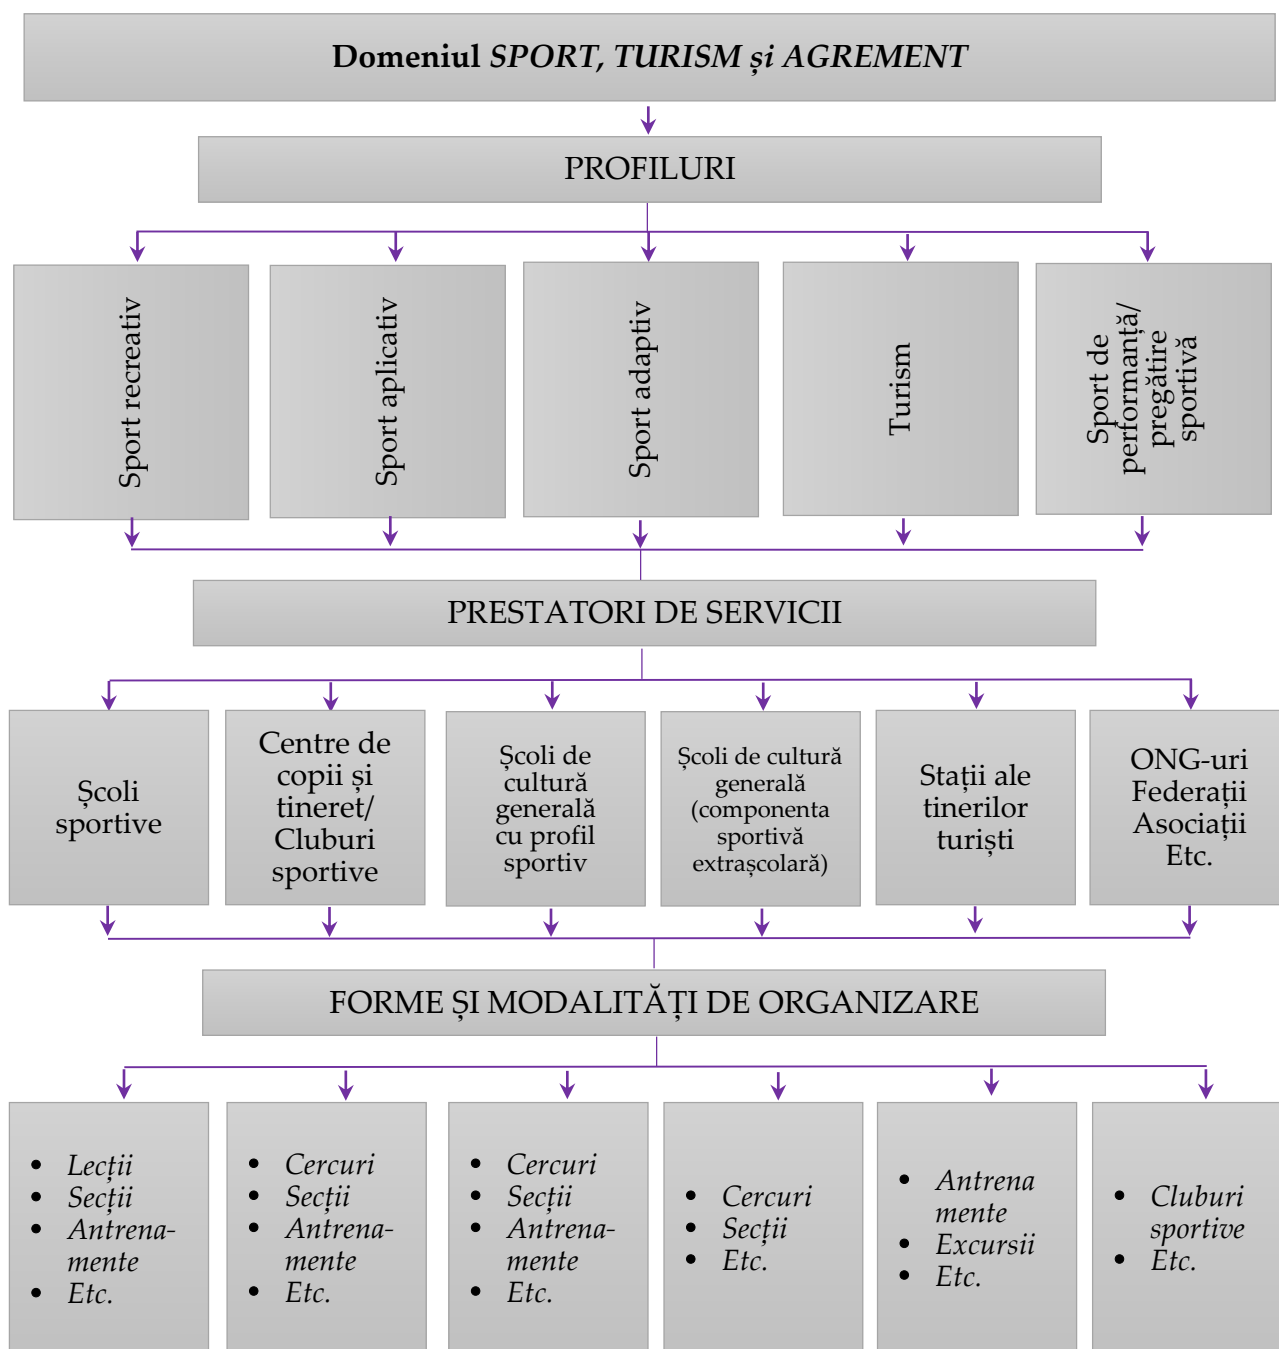 Domeniul SPORT, TURISM și AGREMENT
PROFILURI
Sport recreativ
Sport aplicativ
Sport adaptiv
Turism
Sport de
performanță/
pregătire
sportivă
PRESTATORI DE SERVICII
Școli
sportive
Centre de
copii și
tineret/
Cluburi
sportive
Școli de
cultură
generală
cu profil
sportiv
Școli de cultură
generală
(componenta
sportivă
extrașcolară)
Stații ale
tinerilor
turiști
ONG-uri
Federații
Asociații
Etc.
FORME ȘI MODALITĂȚI DE ORGANIZARE
• Lecții
• Secții
• Antrena-
mente
• Etc.
• Cercuri
• Secții
• Antrena-
mente
• Etc.
• Cercuri
• Secții
• Antrena-
mente
• Etc.
• Cercuri
• Secții
• Etc.
• Antrena
mente
• Excursii
• Etc.
• Cluburi
sportive
• Etc.